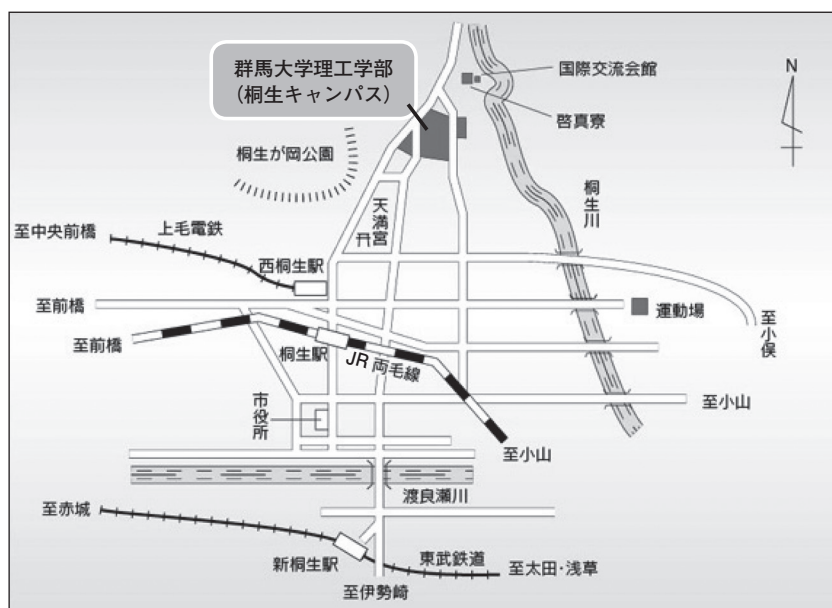 群馬大学理工学部
(桐生キャンパス)
国際交流会館
N
啓真寮
桐生が岡公園
桐生川
天満宮
上毛電鉄
至中央前橋
西桐生駅
至前橋
運動場
至小俣
至前橋
桐生駅
JR 両毛線
市役所
至小山
至小山
渡良瀬川
至赤城
新桐生駅
東武鉄道
至太田・浅草
至伊勢崎